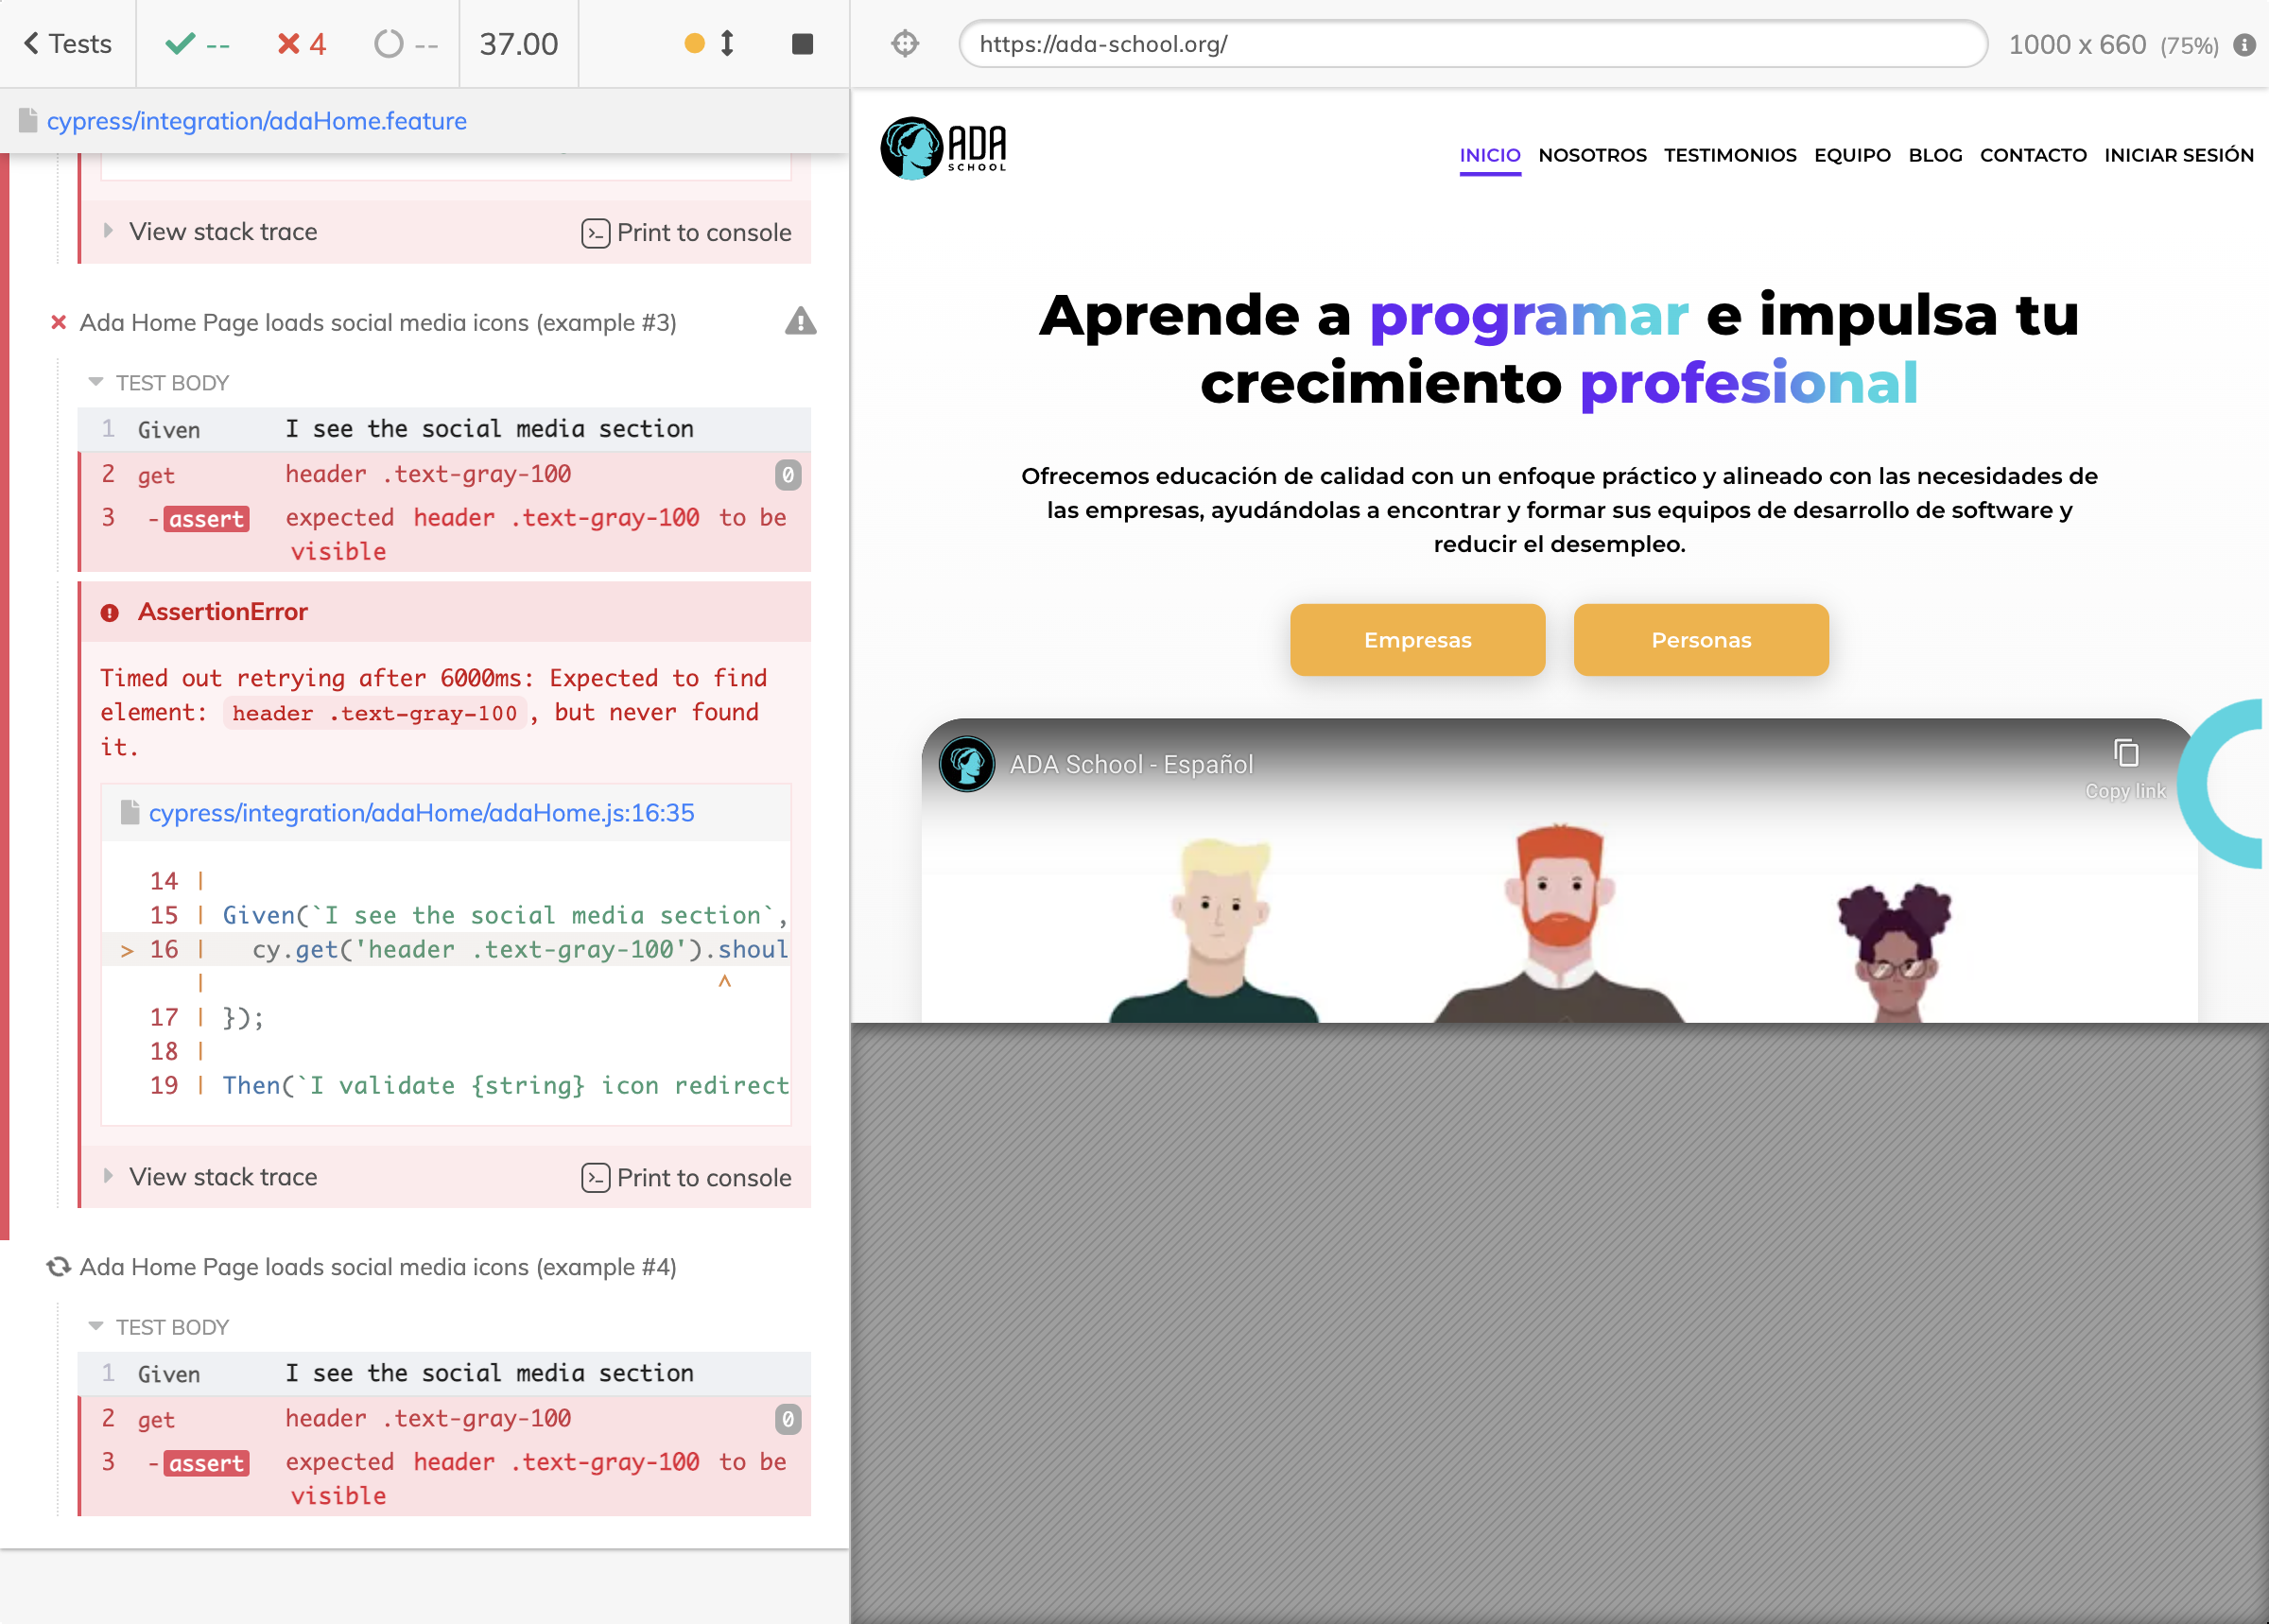 Tests
--
4
--
37.00
cypress/integration/adaHome.feature
View stack trace
Print to console
Ada Home Page loads social media icons (example #3)
TEST BODY
1 Given I see the social media section
2 get header .text-gray-100 0
3 -assert expected header .text-gray-100 to be
visible
AssertionError
Timed out retrying after 6000ms: Expected to find
element: header .text-gray-100 , but never found
it.
cypress/integration/adaHome/adaHome.js:16:35
14 |
15 | Given(`I see the social media section`,
> 16 | cy.get('header .text-gray-100').shoul
| ^
17 | });
18 |
19 | Then(`I validate {string} icon redirect
View stack trace
Print to console
Ada Home Page loads social media icons (example #4)
TEST BODY
1 Given I see the social media section
2 get header .text-gray-100 0
3 -assert expected header .text-gray-100 to be
visible
https://ada-school.org/
1000 x 660 (75%)
ADA
SCHOOL
INICIO NOSOTROS TESTIMONIOS EQUIPO BLOG CONTACTO INICIAR SESIÓN
Aprende a programar e impulsa tu
crecimiento profesional
Ofrecemos educación de calidad con un enfoque práctico y alineado con las necesidades de
las empresas, ayudándolas a encontrar y formar sus equipos de desarrollo de software y
reducir el desempleo.
Empresas
Personas
ADA School - Español
Copy link